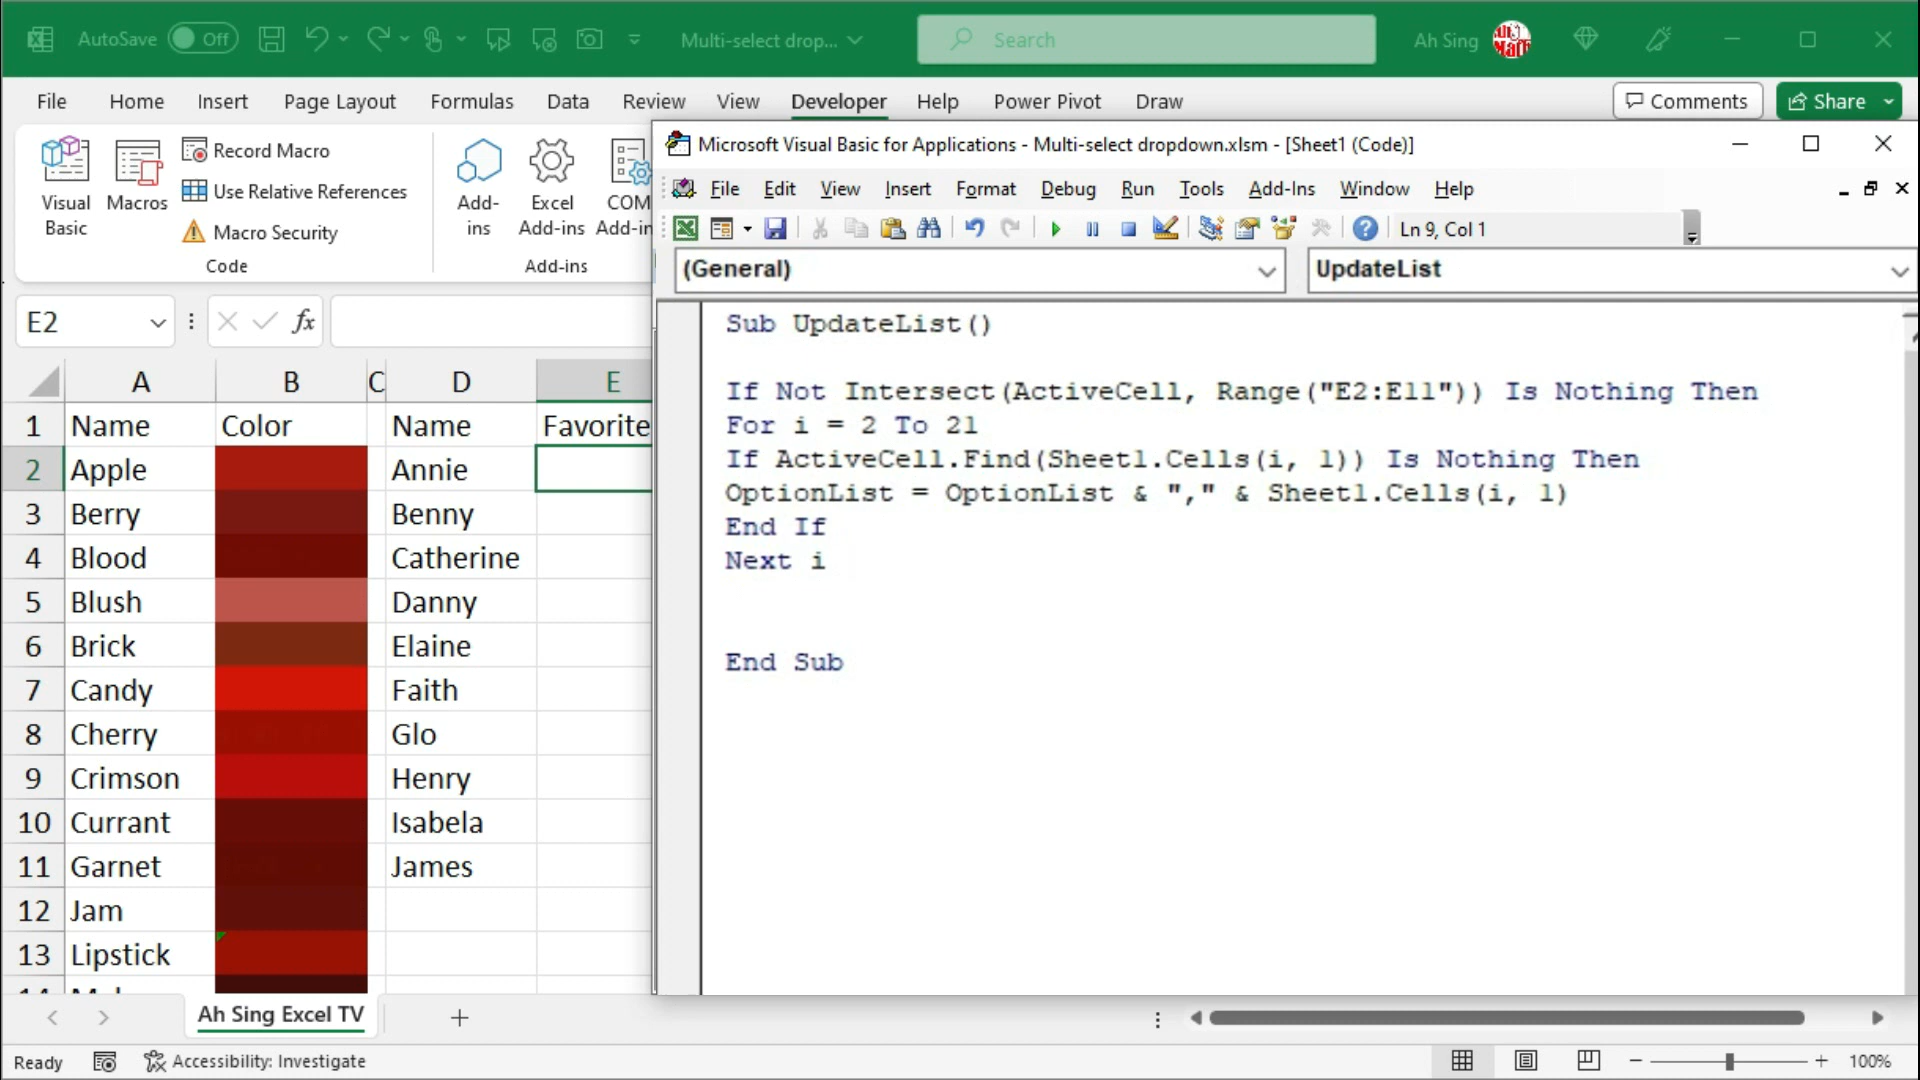 AutoSave Off Multi-select drop... Search Ah Sing
File Home Insert Page Layout Formulas Data Review View Developer Help Power Pivot Draw Comments Share
Visual Basic
Macros
Record Macro
Use Relative References
Macro Security
Code
Add-ins
Excel Add-ins
COM Add-in
Add-ins
Microsoft Visual Basic for Applications - Multi-select dropdown.xlsm - [Sheet1 (Code)]
File Edit View Insert Format Debug Run Tools Add-Ins Window Help
Ln 9, Col 1
(General) UpdateList
Sub UpdateList()
If Not Intersect(ActiveCell, Range("E2:E11")) Is Nothing Then
For i = 2 To 21
If ActiveCell.Find(Sheet1.Cells(i, 1)) Is Nothing Then
OptionList = OptionList & "," & Sheet1.Cells(i, 1)
End If
Next i
End Sub
E2 fx
A B C D E
1 Name Color Name Favorite
2 Apple Annie
3 Berry Benny
4 Blood Catherine
5 Blush Danny
6 Brick Elaine
7 Candy Faith
8 Cherry Glo
9 Crimson Henry
10 Currant Isabela
11 Garnet James
12 Jam
13 Lipstick
Ah Sing Excel TV
Ready Accessibility: Investigate 100%